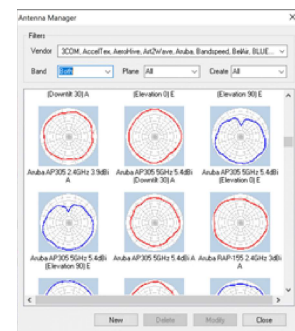 Antenna Manager
Filters
Vendor 3COM, AccelTex, AeroHive, Art2Wave, Aruba, Bandspeed, BelAir, BLUE...
Band Both Plane All Create All
(Downtilt 30) A (Elevation 0) E (Elevation 90) E
Aruba AP305 2.4GHz 3.9dBi Aruba AP305 5GHz 5.4dBi Aruba AP305 5GHz 5.4dBi
A (Downtilt 30) A (Elevation 0) E
Aruba AP305 5GHz 5.4dBi Aruba AP305 5GHz 5.4dBi A Aruba RAP-155 2.4GHz 3dBi
(Elevation 90) E A
New Delete Modify Close